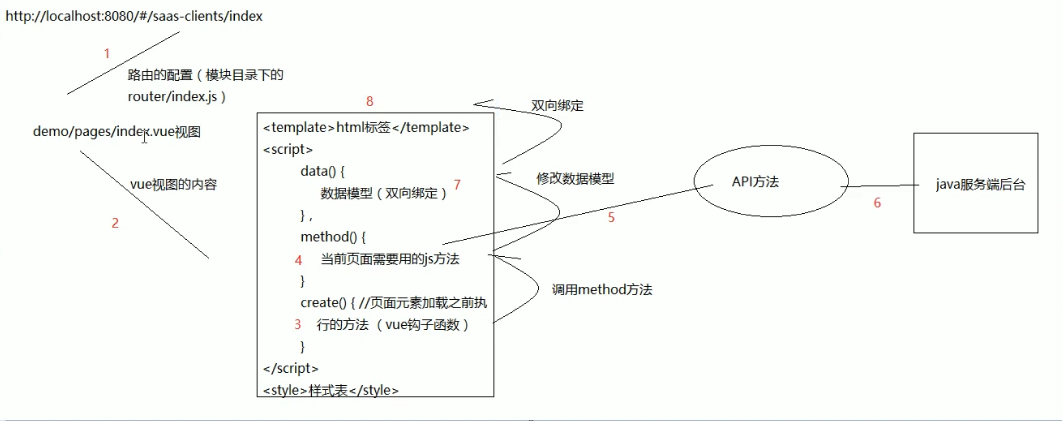 http://localhost:8080/#/saas-clients/index
1
路由的配置（模块目录下的
router/index.js）
demo/pages/index.vue视图
vue视图的内容
2
8
<template>html标签</template>
<script>
data() {
数据模型（双向绑定）
7
} ,
method() {
4
当前页面需要用的js方法
}
create() { //页面元素加载之前执
3
行的方法 （vue钩子函数）
}
</script>
<style>样式表</style>
双向绑定
修改数据模型
调用method方法
5
API方法
6
java服务端后台